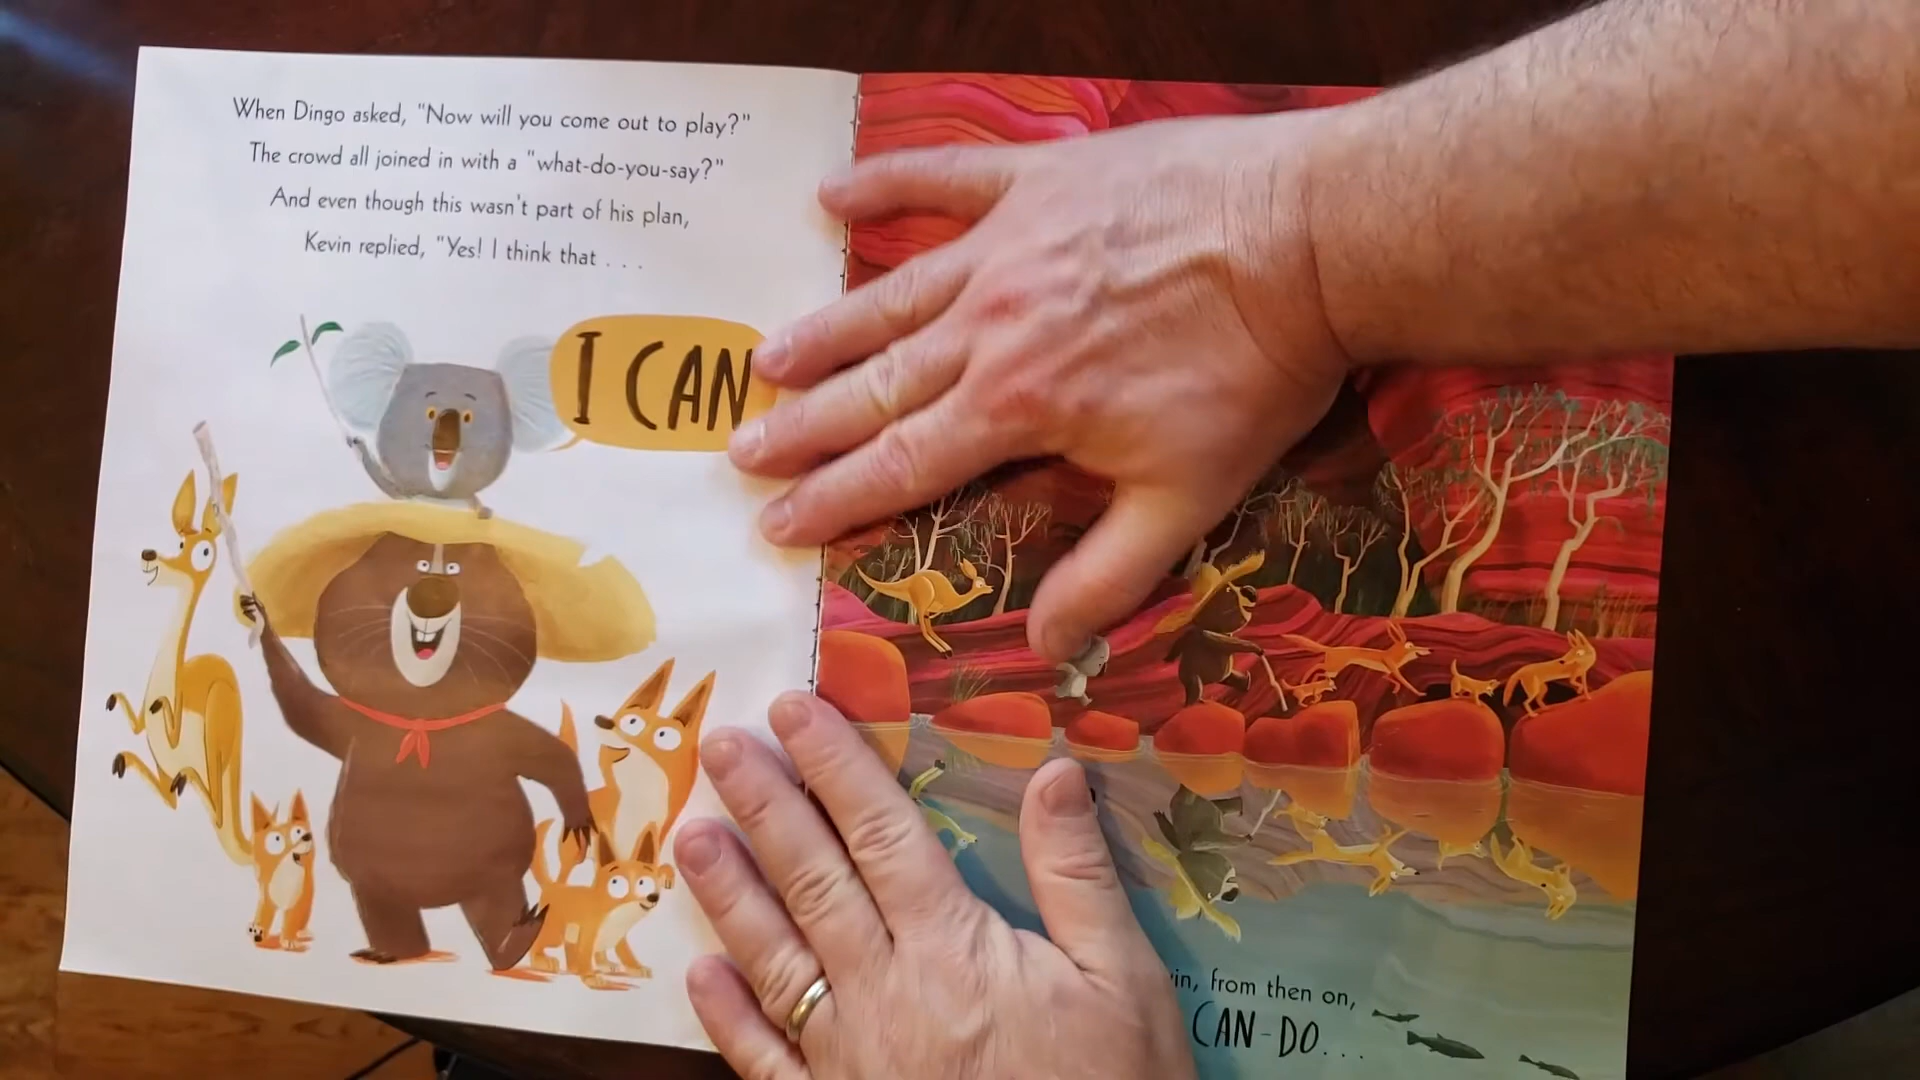 When Dingo asked, "Now will you come out to play?"
The crowd all joined in with a "what-do-you-say?"
And even though this wasn't part of his plan,
Kevin replied, "Yes! I think that . . .
I CAN
from then on,
CAN-DO. . .